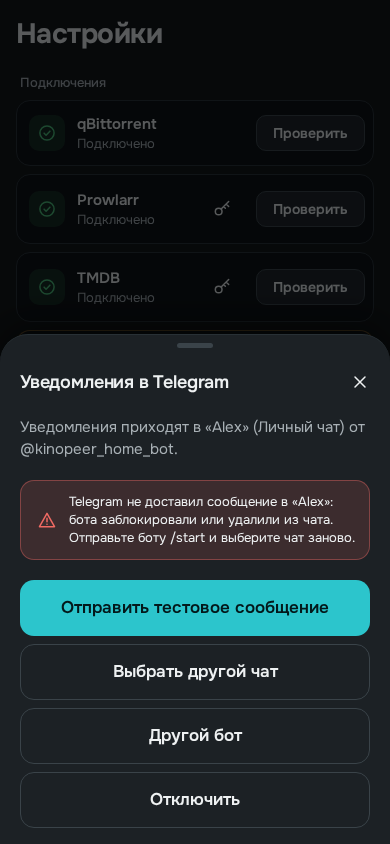 Настройки
Подключения
qBittorrent
Подключено
Проверить
Prowlarr
Подключено
Проверить
TMDB
Подключено
Проверить
Уведомления в Telegram
Уведомления приходят в «Alex» (Личный чат) от
@kinopeer_home_bot.
Telegram не доставил сообщение в «Alex»:
бота заблокировали или удалили из чата.
Отправьте боту /start и выберите чат заново.
Отправить тестовое сообщение
Выбрать другой чат
Другой бот
Отключить